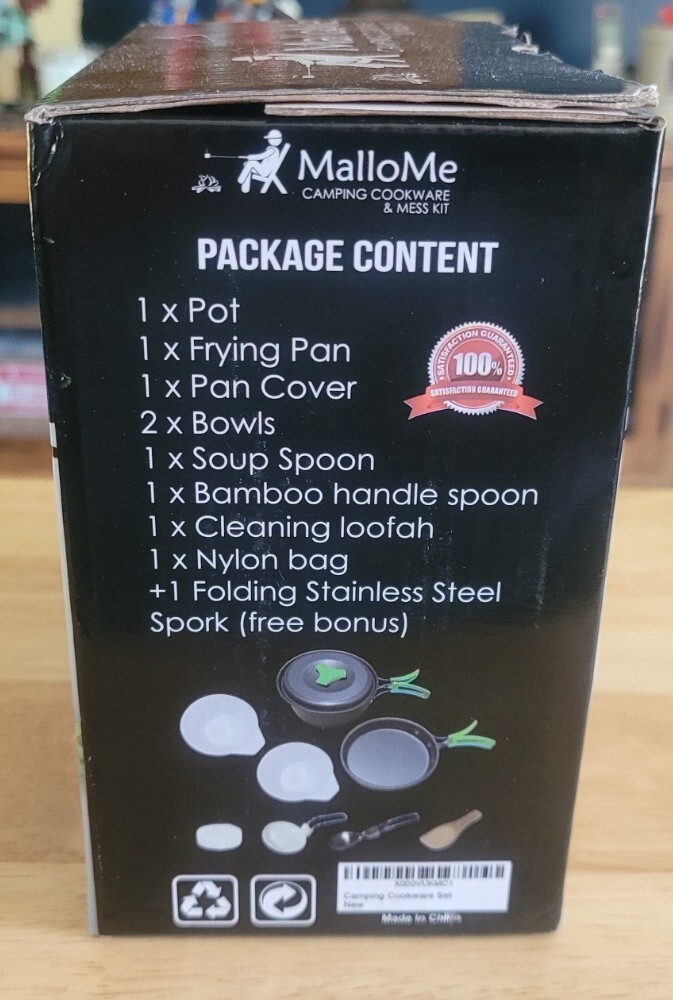 MalloMe
CAMPING COOKWARE
& MESS KIT
PACKAGE CONTENT
1 x Pot
1 x Frying Pan
1 x Pan Cover
2 x Bowls
1 x Soup Spoon
1 x Bamboo handle spoon
1 x Cleaning loofah
1 x Nylon bag
+1 Folding Stainless Steel
Spork (free bonus)
SATISFACTION GUARANTEED
100%
SATISFACTION GUARANTEED
Camping Cookware Set
New
Made In China